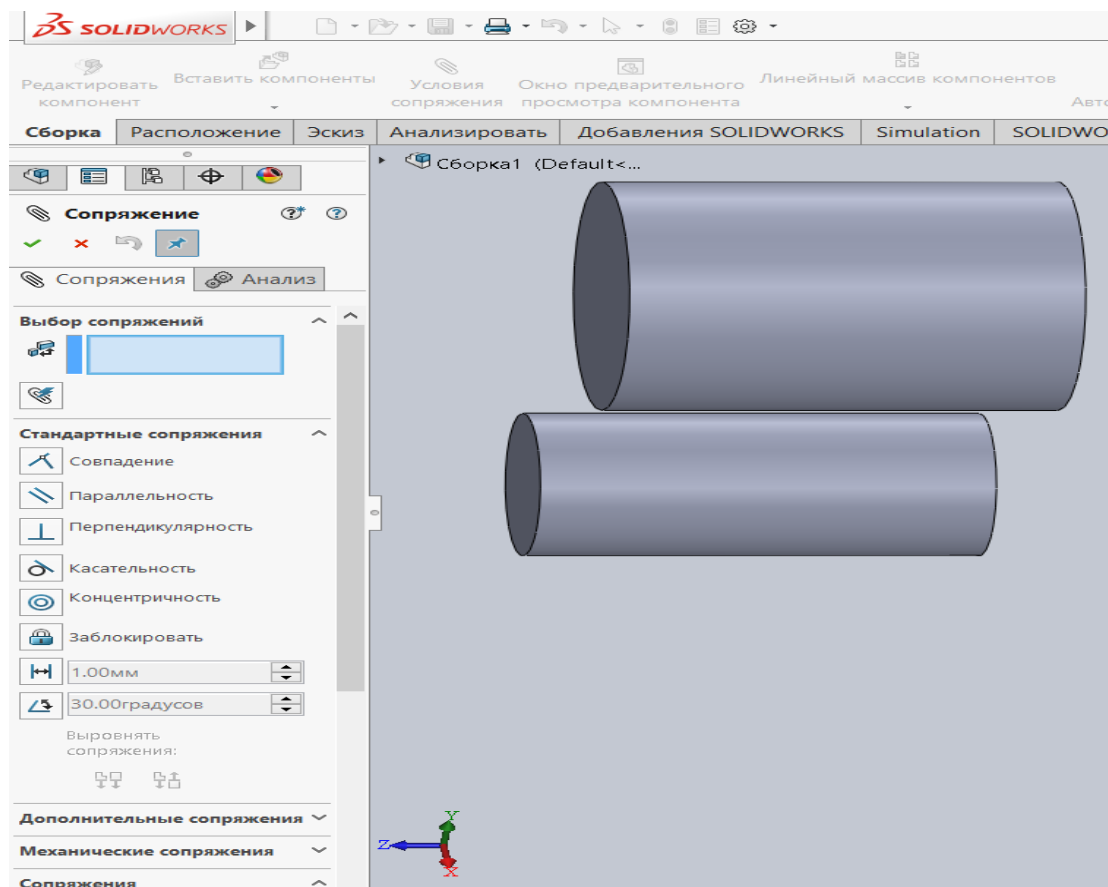 SOLIDWORKS
Редактировать компонент
Вставить компоненты
Условия сопряжения
Окно предварительного просмотра компонента
Линейный массив компонентов
Сборка
Расположение
Эскиз
Анализировать
Добавления SOLIDWORKS
Simulation
Сборка1 (Default<...
Сопряжение
Сопряжения
Анализ
Выбор сопряжений
Стандартные сопряжения
Совпадение
Параллельность
Перпендикулярность
Касательность
Концентричность
Заблокировать
1.00мм
30.00градусов
Выровнять
сопряжения:
Дополнительные сопряжения
Механические сопряжения
Сопряжения
Y
Z
X